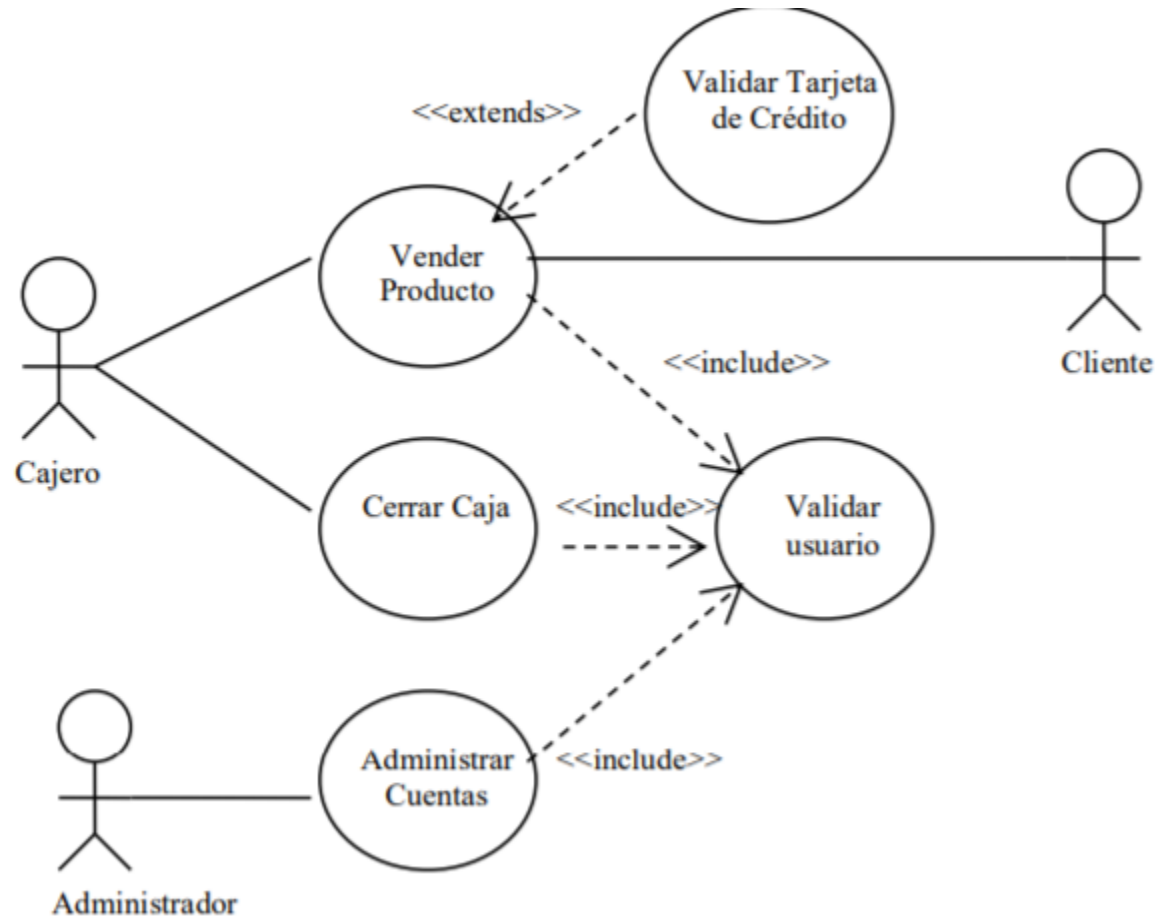 Validar Tarjeta
de Crédito
<<extends>>
Vender
Producto
<<include>>
Cliente
Cajero
Cerrar Caja
<<include>>
Validar
usuario
Administrar
Cuentas
<<include>>
Administrador